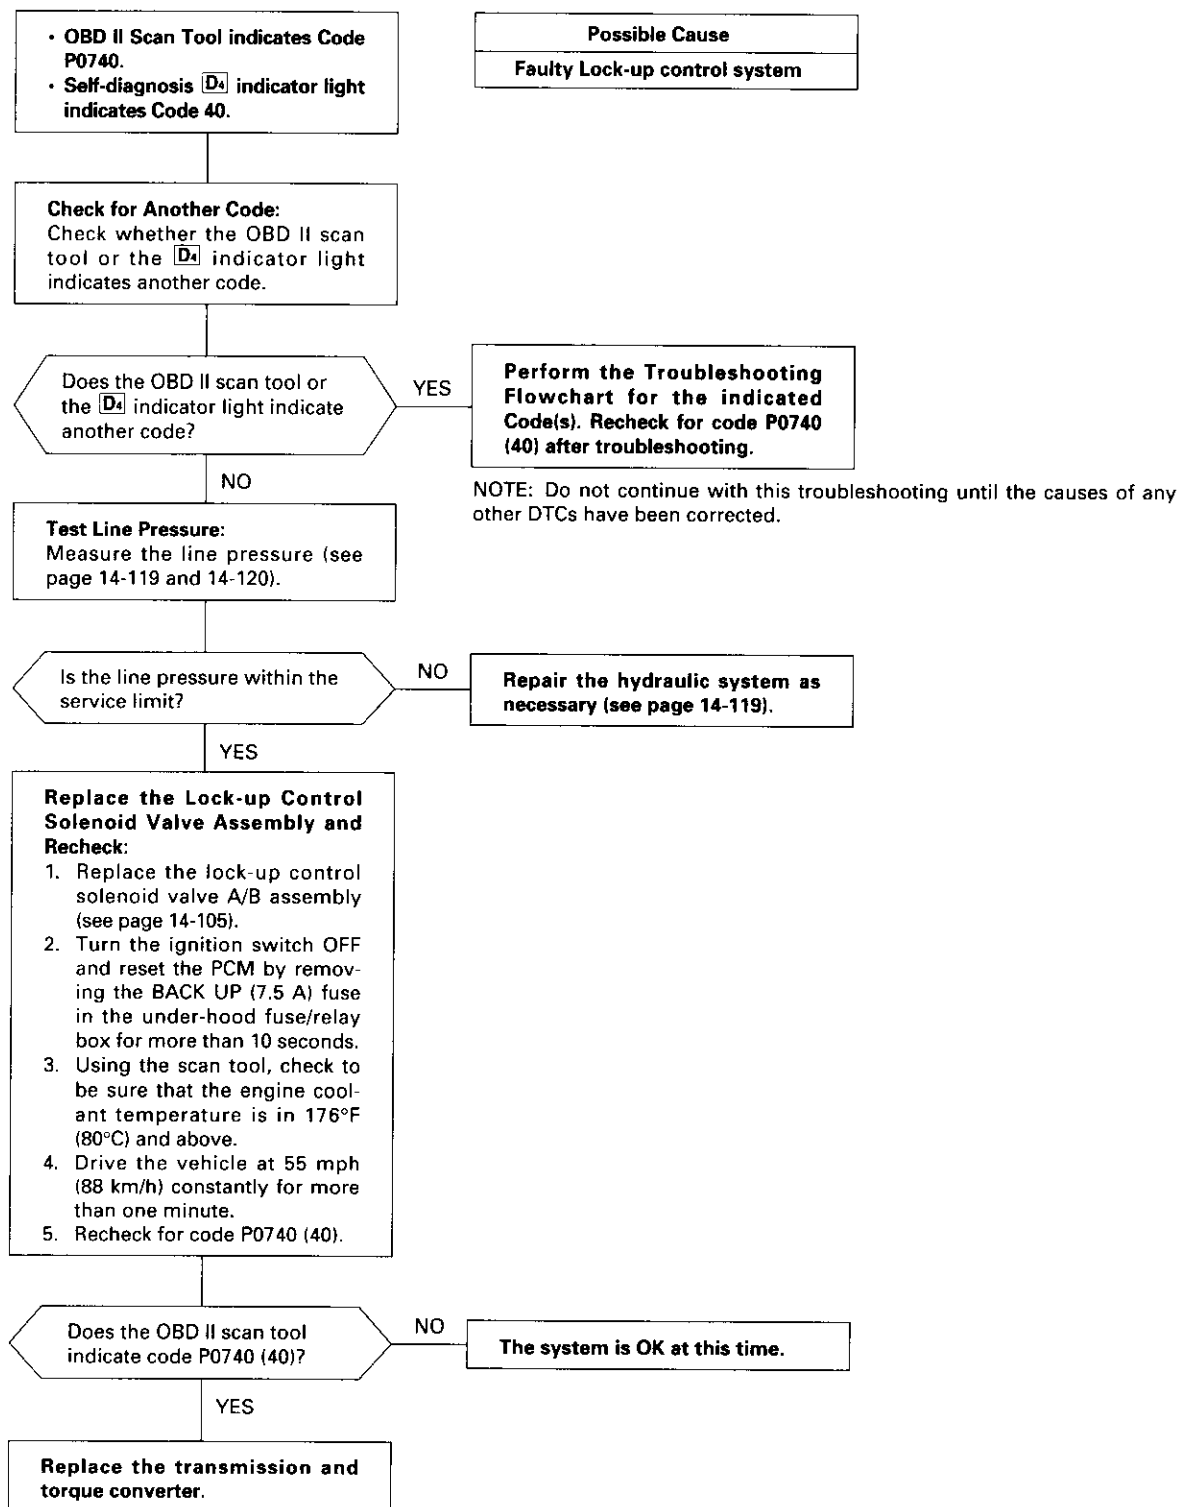 • OBD II Scan Tool indicates Code
P0740.
• Self-diagnosis D4 indicator light
indicates Code 40.
Possible Cause
Faulty Lock-up control system
Check for Another Code:
Check whether the OBD II scan
tool or the D4 indicator light
indicates another code.
Does the OBD II scan tool or
the D4 indicator light indicate
another code?
YES
Perform the Troubleshooting
Flowchart for the indicated
Code(s). Recheck for code P0740
(40) after troubleshooting.
NO
NOTE: Do not continue with this troubleshooting until the causes of any
other DTCs have been corrected.
Test Line Pressure:
Measure the line pressure (see
page 14-119 and 14-120).
Is the line pressure within the
service limit?
NO
Repair the hydraulic system as
necessary (see page 14-119).
YES
Replace the Lock-up Control
Solenoid Valve Assembly and
Recheck:
1. Replace the lock-up control
solenoid valve A/B assembly
(see page 14-105).
2. Turn the ignition switch OFF
and reset the PCM by remov-
ing the BACK UP (7.5 A) fuse
in the under-hood fuse/relay
box for more than 10 seconds.
3. Using the scan tool, check to
be sure that the engine cool-
ant temperature is in 176°F
(80°C) and above.
4. Drive the vehicle at 55 mph
(88 km/h) constantly for more
than one minute.
5. Recheck for code P0740 (40).
Does the OBD II scan tool
indicate code P0740 (40)?
NO
The system is OK at this time.
YES
Replace the transmission and
torque converter.